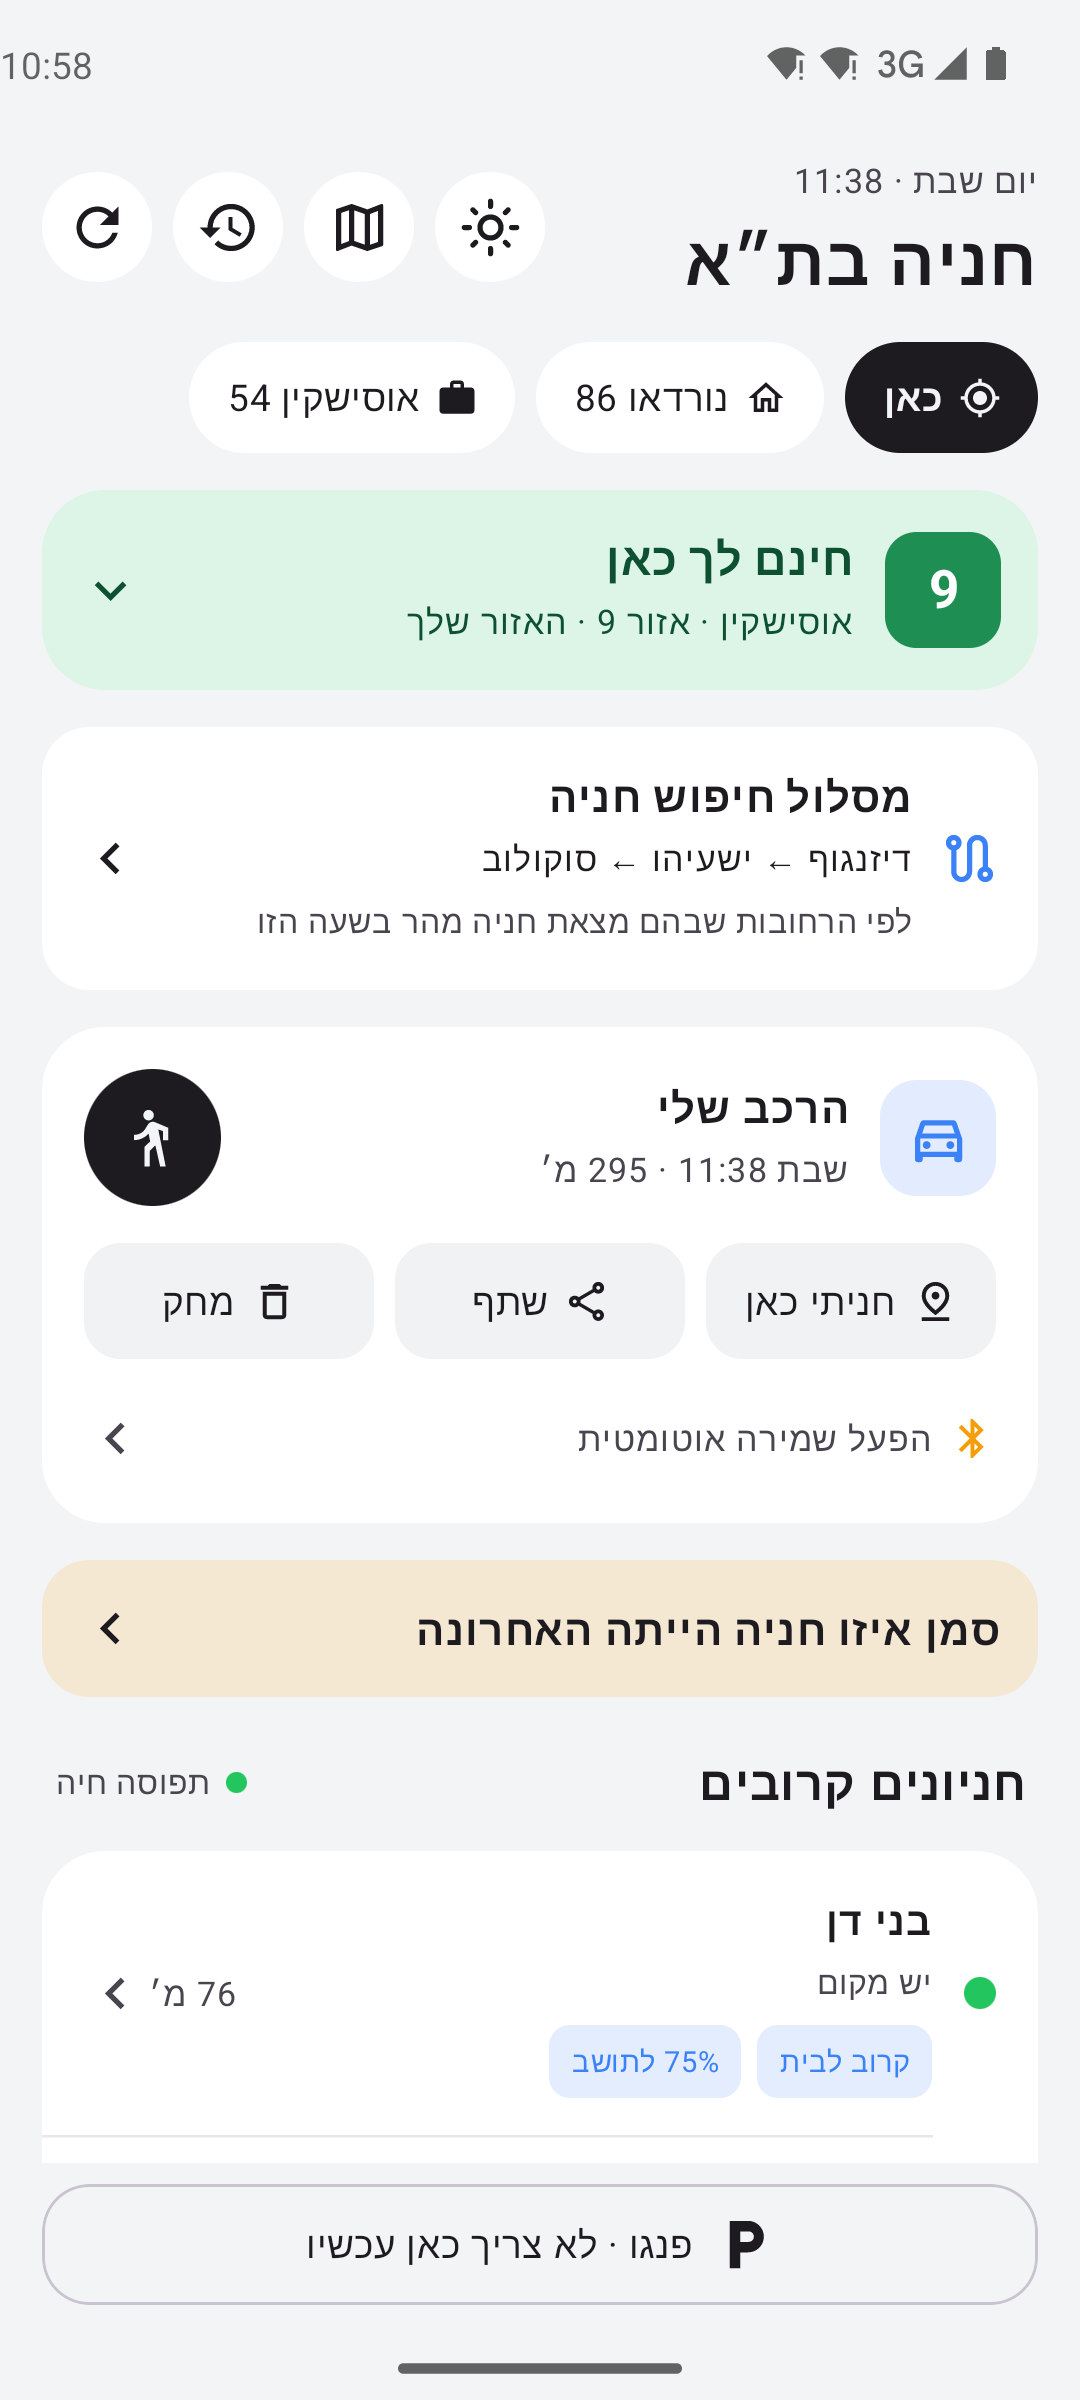 10:58
3G
יום שבת · 11:38
חניה בת״א
כאן
נורדאו 86
אוסישקין 54
9
חינם לך כאן
אוסישקין · אזור 9 · האזור שלך
מסלול חיפוש חניה
דיזנגוף ← ישעיהו ← סוקולוב
לפי הרחובות שבהם מצאת חניה מהר בשעה הזו
הרכב שלי
שבת 11:38 · 295 מ׳
חניתי כאן
שתף
מחק
הפעל שמירה אוטומטית
סמן איזו חניה הייתה האחרונה
חניונים קרובים
תפוסה חיה
בני דן
יש מקום
76 מ׳
קרוב לבית
75% לתושב
P פנגו · לא צריך כאן עכשיו